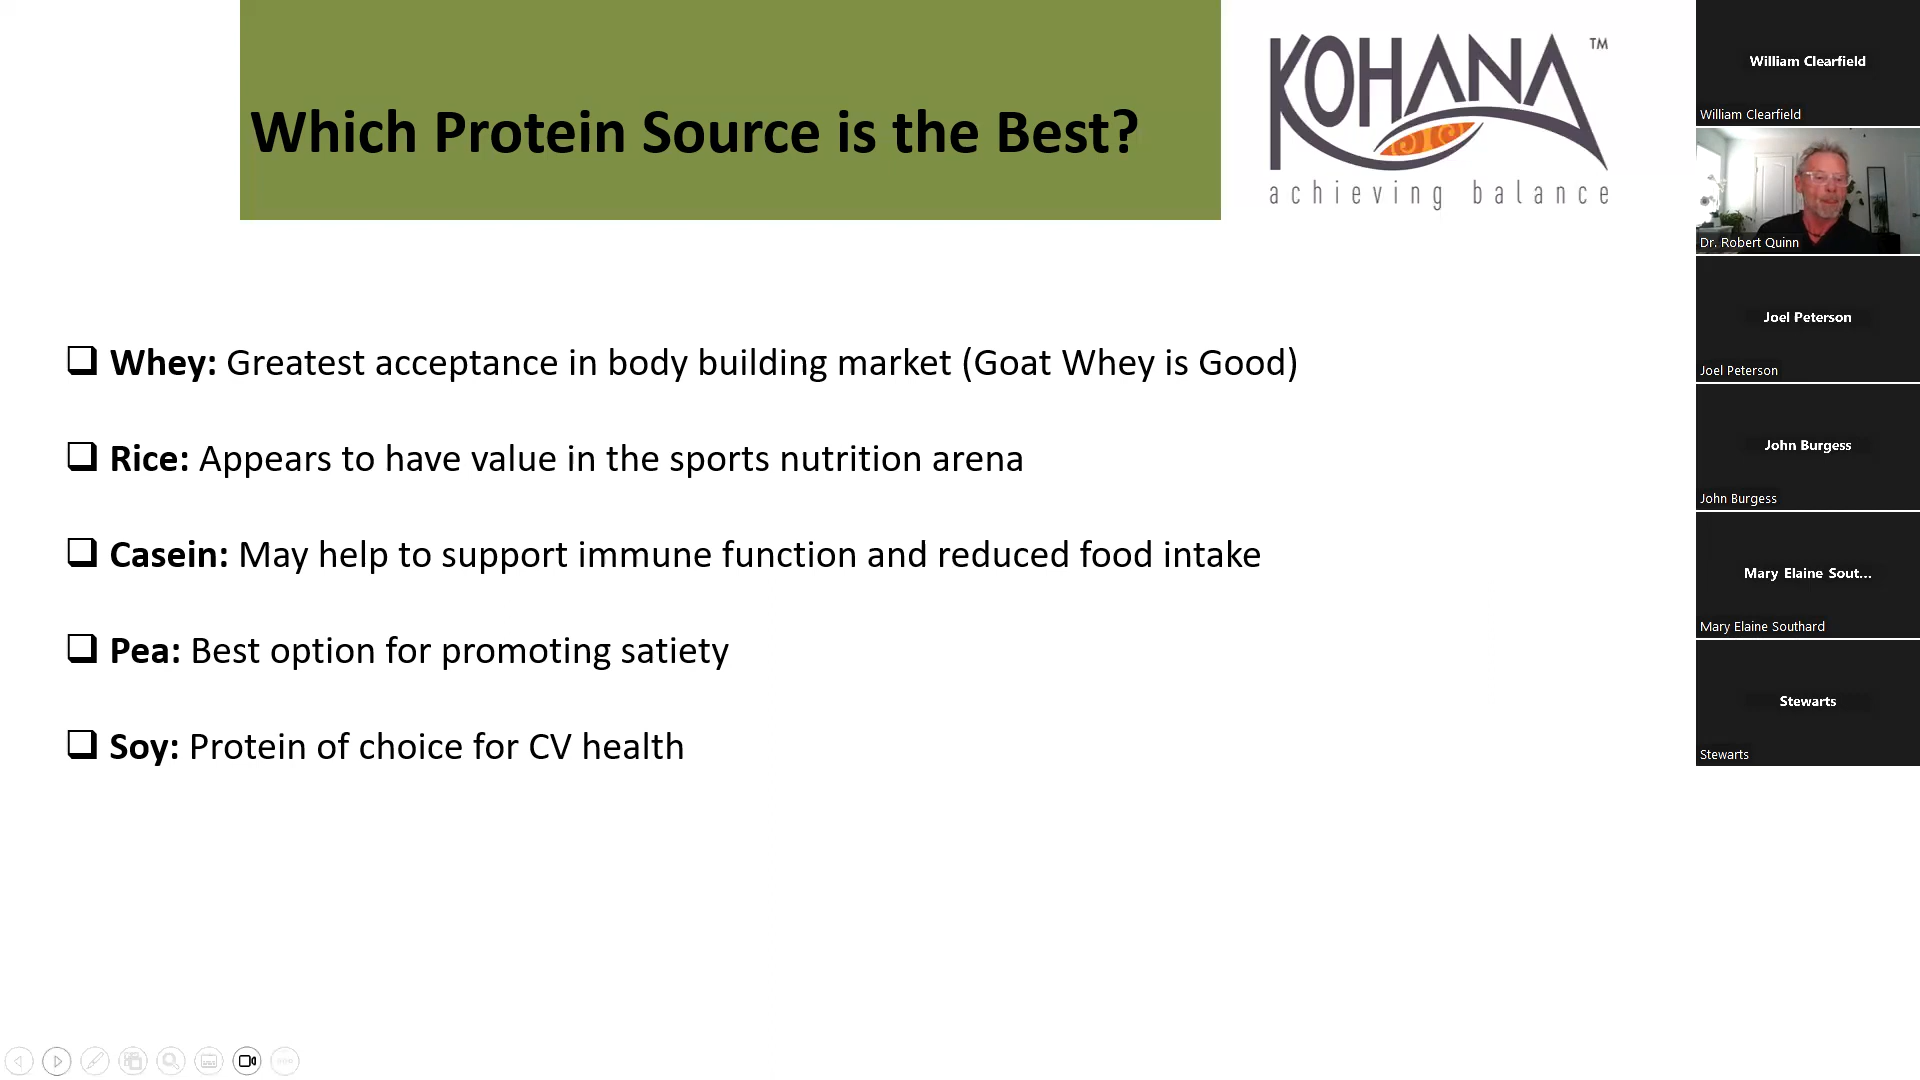 Which Protein Source is the Best?
KOHANA TM
achieving balance
Whey: Greatest acceptance in body building market (Goat Whey is Good)
Rice: Appears to have value in the sports nutrition arena
Casein: May help to support immune function and reduced food intake
Pea: Best option for promoting satiety
Soy: Protein of choice for CV health
William Clearfield
William Clearfield
Dr. Robert Quinn
Joel Peterson
Joel Peterson
John Burgess
John Burgess
Mary Elaine Sout...
Mary Elaine Southard
Stewarts
Stewarts